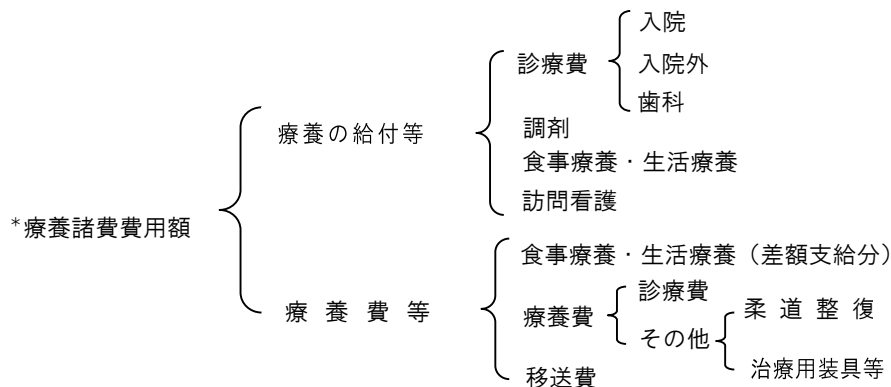 入院
診療費
入院外
歯科
療養の給付等
調剤
食事療養・生活療養
訪問看護
*療養諸費費用額
食事療養・生活療養（差額支給分）
診療費
療養費等
療養費
柔道整復
その他
治療用装具等
移送費